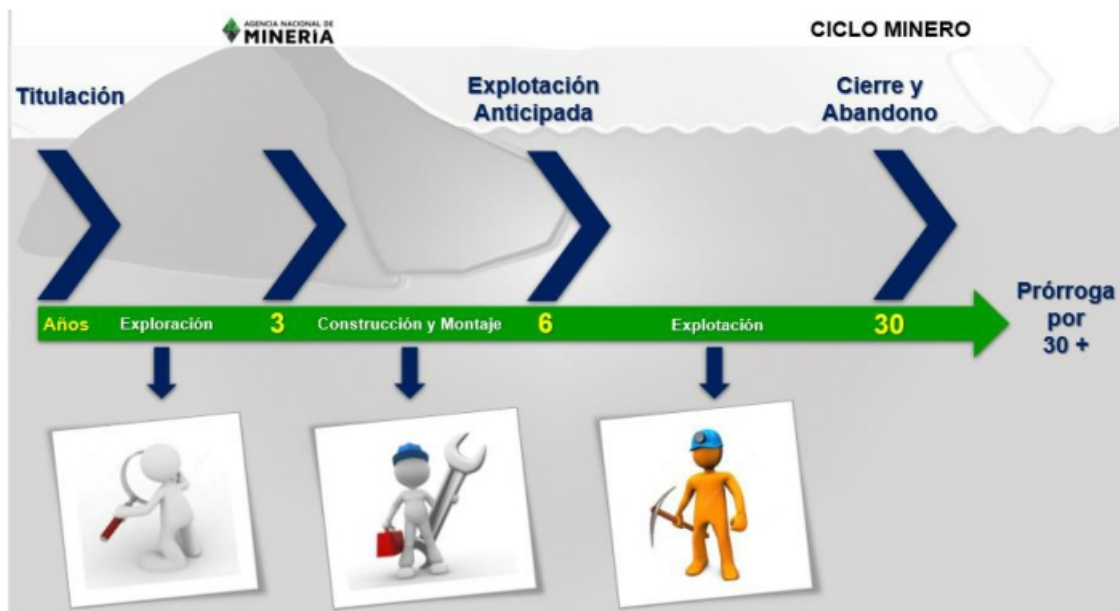 AGENCIA NACIONAL DE
MINERÍA
CICLO MINERO
Titulación
Explotación
Anticipada
Cierre y
Abandono
Años Exploración 3 Construcción y Montaje 6 Explotación 30
Prórroga
por
30 +